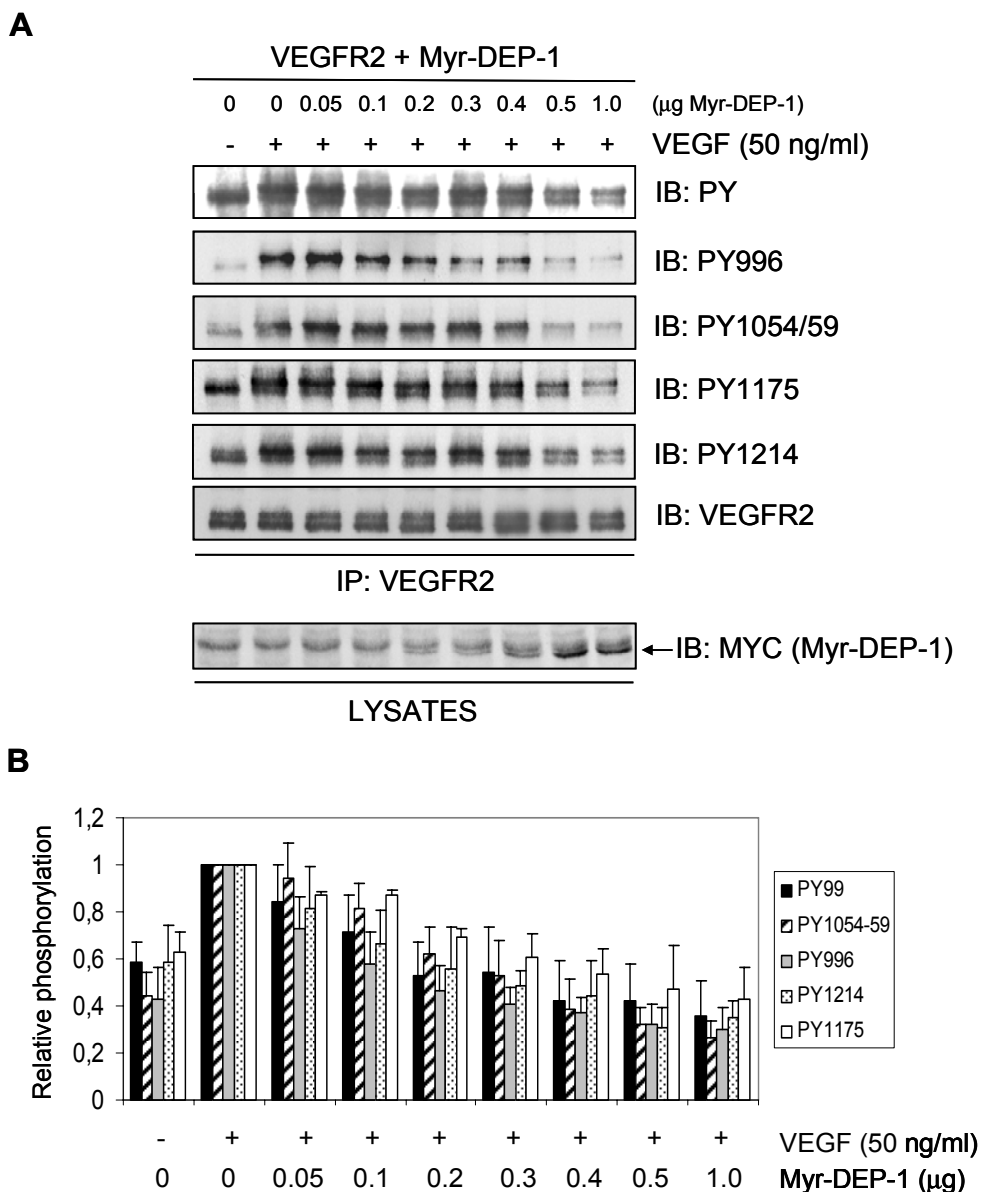 A
VEGFR2 + Myr-DEP-1
0 0 0.05 0.1 0.2 0.3 0.4 0.5 1.0 (μg Myr-DEP-1)
- + + + + + + + + VEGF (50 ng/ml)
IB: PY
IB: PY996
IB: PY1054/59
IB: PY1175
IB: PY1214
IB: VEGFR2
IP: VEGFR2
IB: MYC (Myr-DEP-1)
LYSATES
B
Relative phosphorylation
1,2
1
0,8
0,6
0,4
0,2
0
PY99
PY1054-59
PY996
PY1214
PY1175
- + + + + + + + + VEGF (50 ng/ml)
0 0 0.05 0.1 0.2 0.3 0.4 0.5 1.0 Myr-DEP-1 (μg)